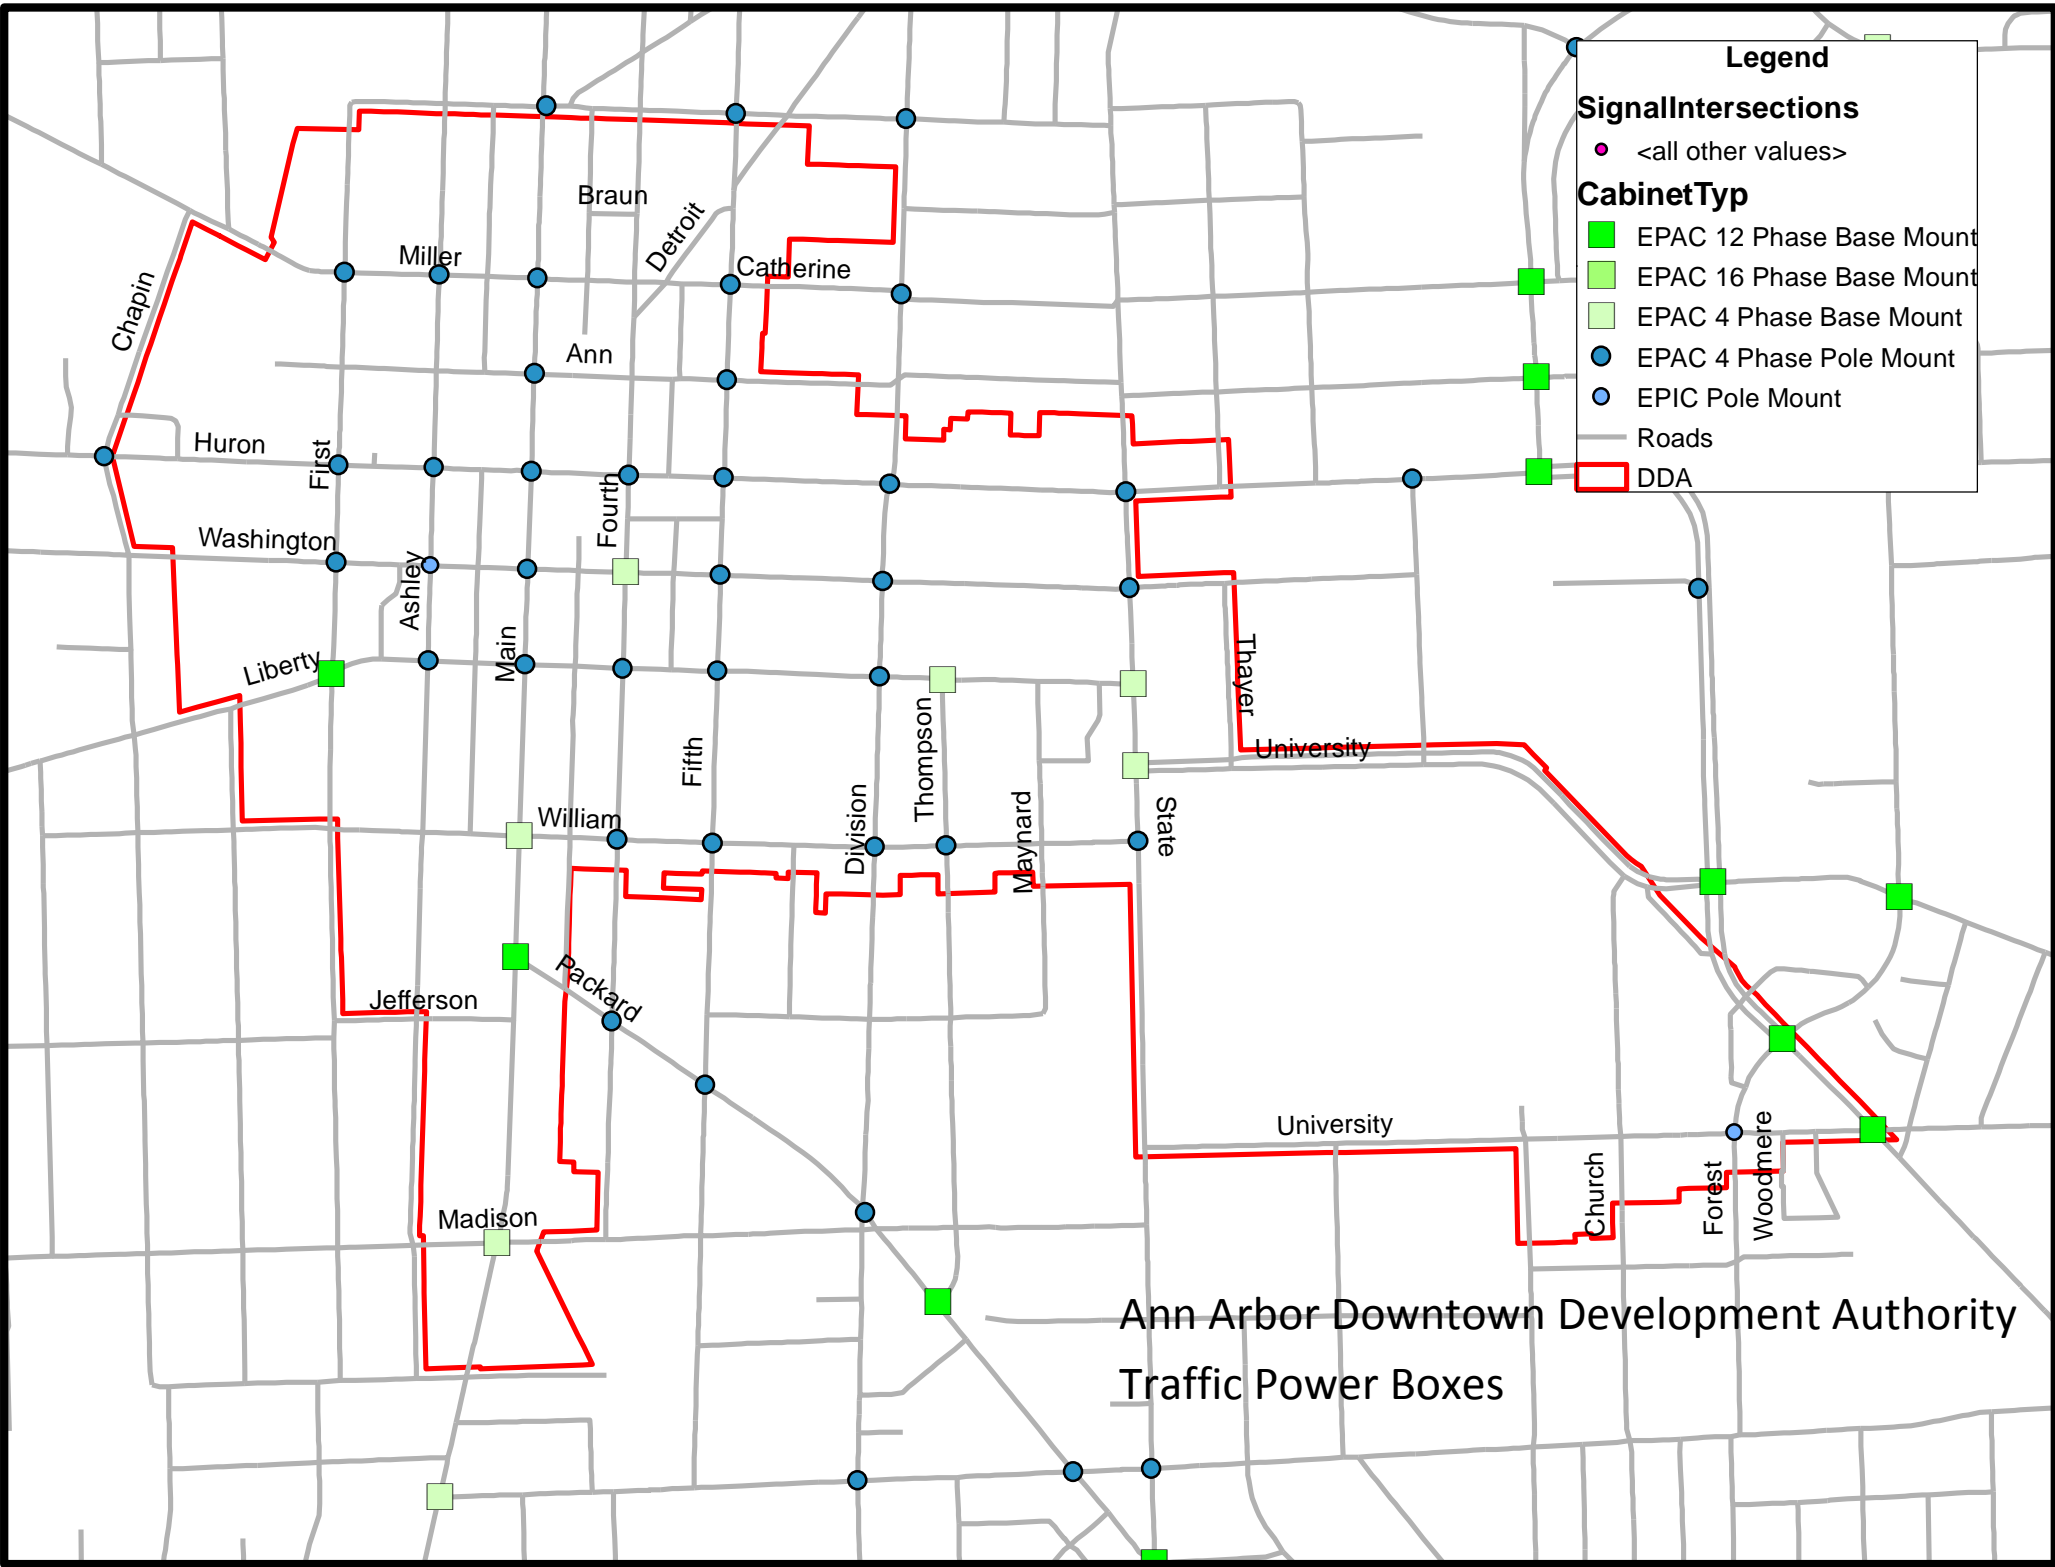 Legend
SignalIntersections
<all other values>
CabinetTyp
EPAC 12 Phase Base Mount
EPAC 16 Phase Base Mount
EPAC 4 Phase Base Mount
EPAC 4 Phase Pole Mount
EPIC Pole Mount
Roads
DDA
Braun
Detroit
Miller
Catherine
Chapin
Ann
Huron
First
Fourth
Washington
Ashley
Main
Liberty
Thayer
Fifth
Thompson
University
William
Division
Maynard
State
Packard
Jefferson
University
Church
Forest
Woodmere
Madison
Ann Arbor Downtown Development Authority
Traffic Power Boxes